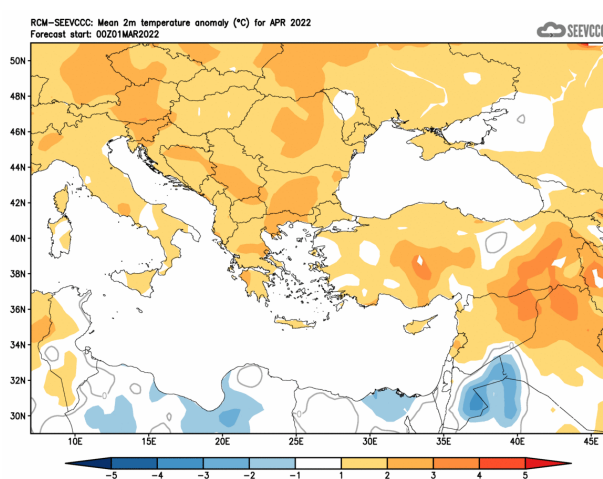 RCM-SEEVCCC: Mean 2m temperature anomaly (°C) for APR 2022
Forecast start: 00Z01MAR2022
SEEVCCC
50N
48N
46N
44N
42N
40N
38N
36N
34N
32N
30N
10E 15E 20E 25E 30E 35E 40E 45E
-5 -4 -3 -2 -1 1 2 3 4 5